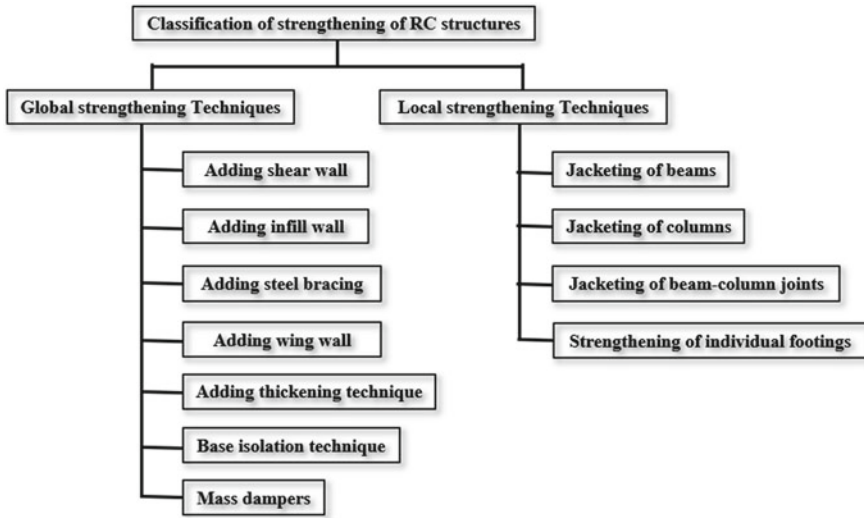 Classification of strengthening of RC structures
Global strengthening Techniques
Adding shear wall
Adding infill wall
Adding steel bracing
Adding wing wall
Adding thickening technique
Base isolation technique
Mass dampers
Local strengthening Techniques
Jacketing of beams
Jacketing of columns
Jacketing of beam-column joints
Strengthening of individual footings